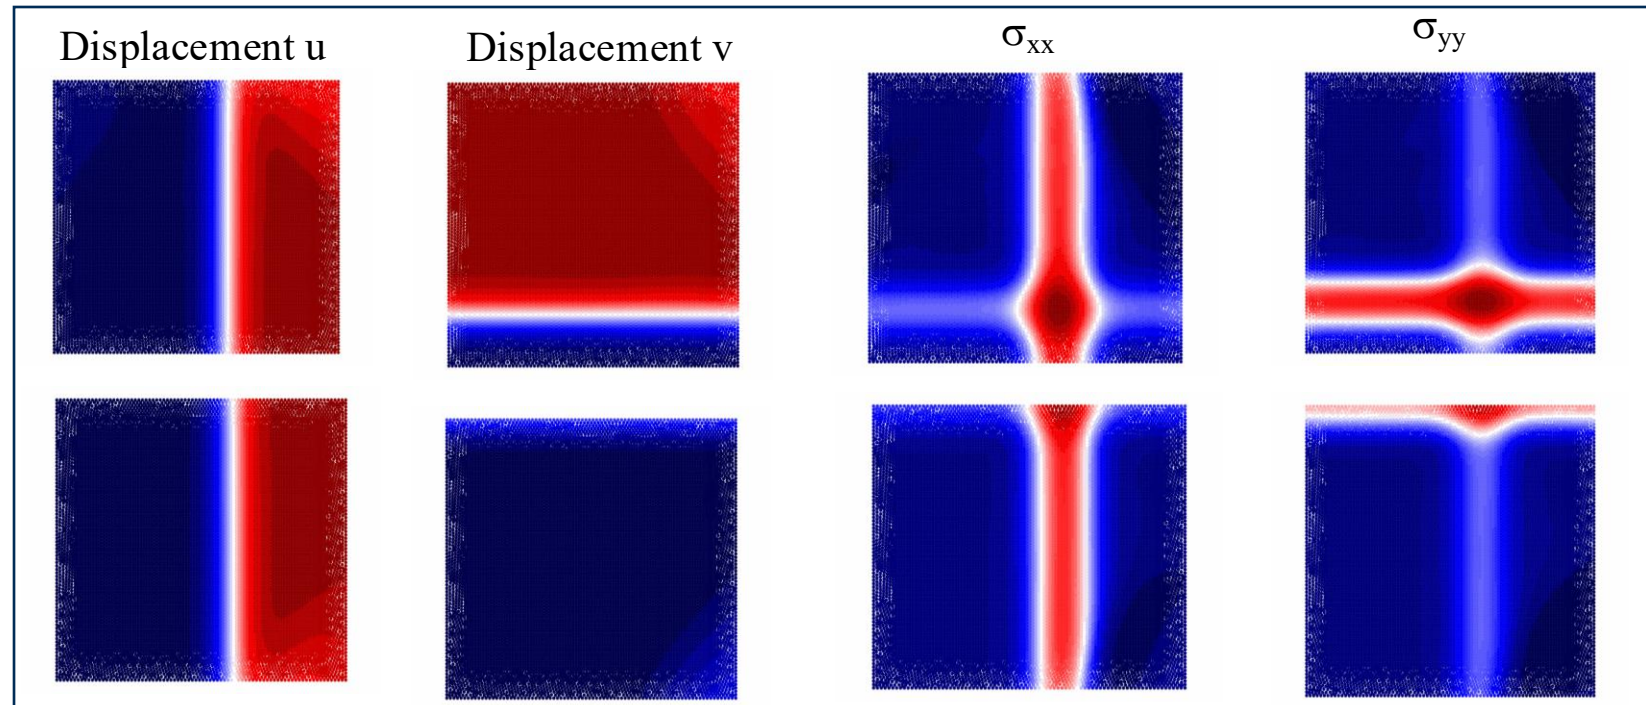 Displacement u
Displacement v
σxx
σyy